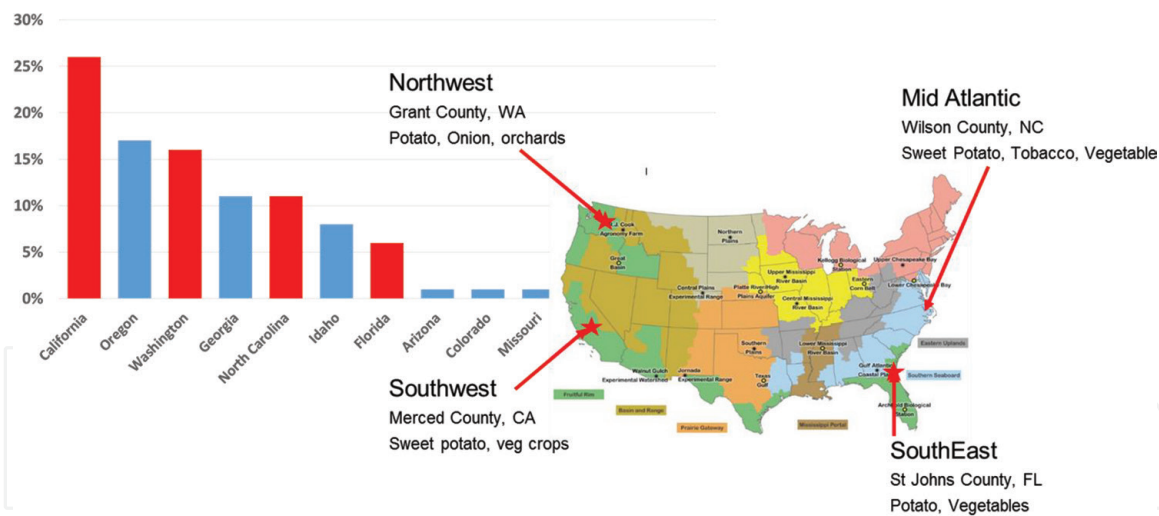 30%
25%
20%
15%
10%
5%
0%
California
Oregon
Washington
Georgia
North Carolina
Idaho
Florida
Arizona
Colorado
Missouri
Northwest
Grant County, WA
Potato, Onion, orchards
Mid Atlantic
Wilson County, NC
Sweet Potato, Tobacco, Vegetable
Southwest
Merced County, CA
Sweet potato, veg crops
SouthEast
St Johns County, FL
Potato, Vegetables
I
J. Cook
Agronomy Farm
Great
Basin
Northern
Plains
Central Plains
Experimental Range
Platte River/High
Plains Aquifer
Upper Mississippi
River Basin
Central Mississippi
River Basin
Kellogg Biological
Station
Eastern
Corn Belt
Upper Chesapeake Bay
Lower Chesapeake Bay
Walnut Gulch
Experimental Watershed
Jornada
Experimental Range
Southern
Plains
Texas
Gulf
Lower Mississippi
River Basin
Gulf Atlantic
Coastal
Archbold Biological
Station
Fruitful Rim
Basin and Range
Prairie Gateway
Mississippi Portal
Eastern Uplands
Southern Seaboard